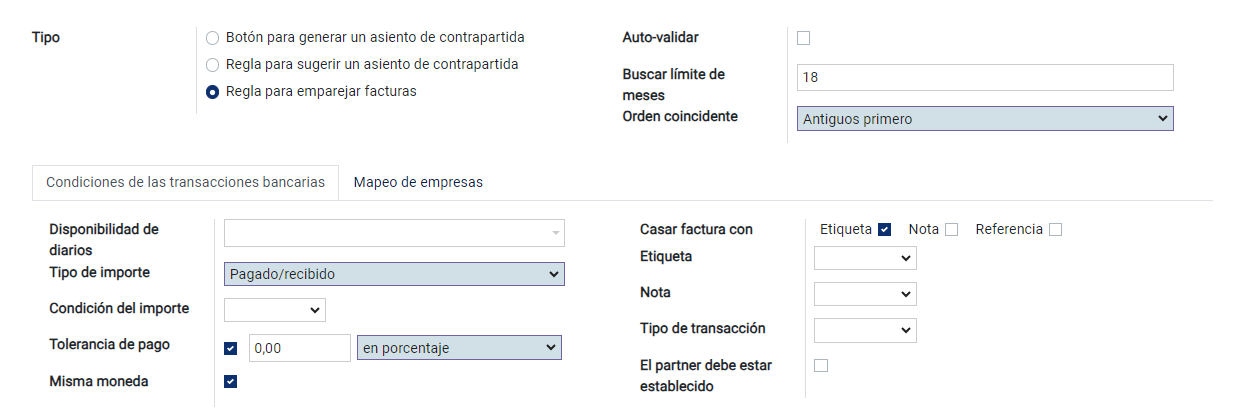 Tipo
Botón para generar un asiento de contrapartida
Regla para sugerir un asiento de contrapartida
Regla para emparejar facturas
Auto-validar
Buscar límite de
meses
18
Orden coincidente
Antiguos primero
Condiciones de las transacciones bancarias
Mapeo de empresas
Disponibilidad de
diarios
Tipo de importe
Pagado/recibido
Condición del importe
Tolerancia de pago
0,00
en porcentaje
Misma moneda
Casar factura con
Etiqueta
Nota
Referencia
Etiqueta
Nota
Tipo de transacción
El partner debe estar
establecido